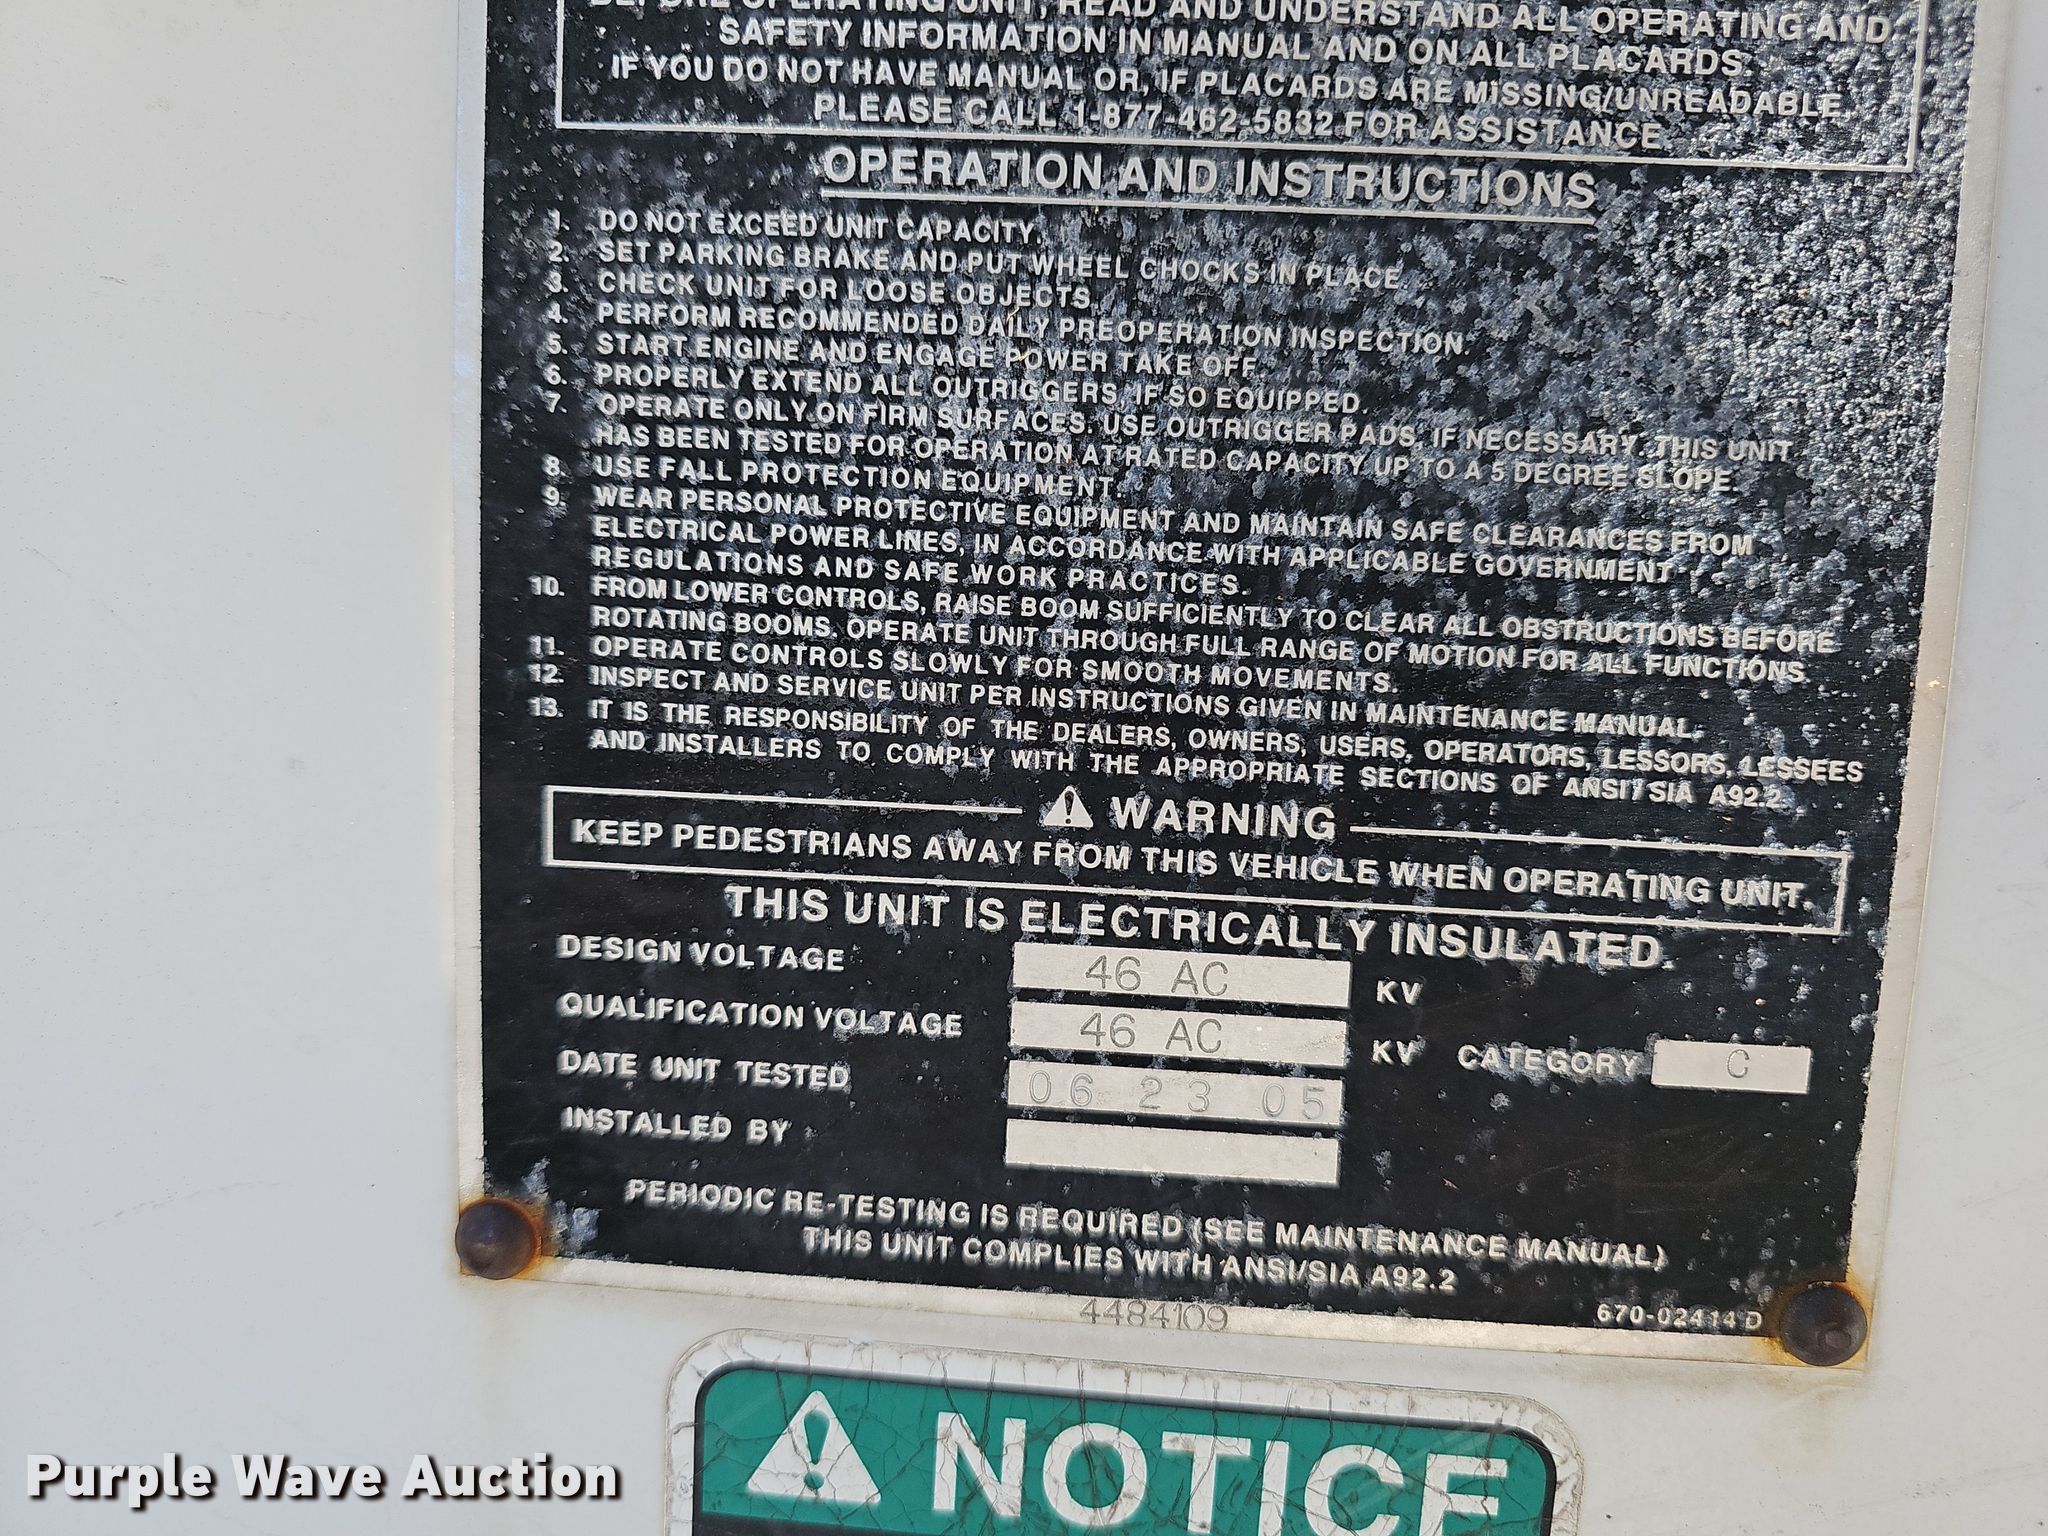 BEFORE OPERATING UNIT, READ AND UNDERSTAND ALL OPERATING AND
SAFETY INFORMATION IN MANUAL AND ON ALL PLACARDS.
IF YOU DO NOT HAVE MANUAL OR, IF PLACARDS ARE MISSING/UNREADABLE
PLEASE CALL 1-877-462-5832 FOR ASSISTANCE.
OPERATION AND INSTRUCTIONS
1. DO NOT EXCEED UNIT CAPACITY.
2. SET PARKING BRAKE AND PUT WHEEL CHOCKS IN PLACE.
3. CHECK UNIT FOR LOOSE OBJECTS.
4. PERFORM RECOMMENDED DAILY PREOPERATION INSPECTION.
5. START ENGINE AND ENGAGE POWER TAKE OFF.
6. PROPERLY EXTEND ALL OUTRIGGERS, IF SO EQUIPPED.
7. OPERATE ONLY ON FIRM SURFACES. USE OUTRIGGER PADS, IF NECESSARY. THIS UNIT
HAS BEEN TESTED FOR OPERATION AT RATED CAPACITY UP TO A 5 DEGREE SLOPE.
8. USE FALL PROTECTION EQUIPMENT.
9. WEAR PERSONAL PROTECTIVE EQUIPMENT AND MAINTAIN SAFE CLEARANCES FROM
ELECTRICAL POWER LINES, IN ACCORDANCE WITH APPLICABLE GOVERNMENT
REGULATIONS AND SAFE WORK PRACTICES.
10. FROM LOWER CONTROLS, RAISE BOOM SUFFICIENTLY TO CLEAR ALL OBSTRUCTIONS BEFORE
ROTATING BOOMS. OPERATE UNIT THROUGH FULL RANGE OF MOTION FOR ALL FUNCTIONS.
11. OPERATE CONTROLS SLOWLY FOR SMOOTH MOVEMENTS.
12. INSPECT AND SERVICE UNIT PER INSTRUCTIONS GIVEN IN MAINTENANCE MANUAL.
13. IT IS THE RESPONSIBILITY OF THE DEALERS, OWNERS, USERS, OPERATORS, LESSORS, LESSEES
AND INSTALLERS TO COMPLY WITH THE APPROPRIATE SECTIONS OF ANSI/SIA A92.2.
WARNING
KEEP PEDESTRIANS AWAY FROM THIS VEHICLE WHEN OPERATING UNIT.
THIS UNIT IS ELECTRICALLY INSULATED.
DESIGN VOLTAGE 46 AC KV
QUALIFICATION VOLTAGE 46 AC KV CATEGORY C
DATE UNIT TESTED 06 23 05
INSTALLED BY
PERIODIC RE-TESTING IS REQUIRED (SEE MAINTENANCE MANUAL)
THIS UNIT COMPLIES WITH ANSI/SIA A92.2
4484109 670-02414 D
NOTICE
Purple Wave Auction